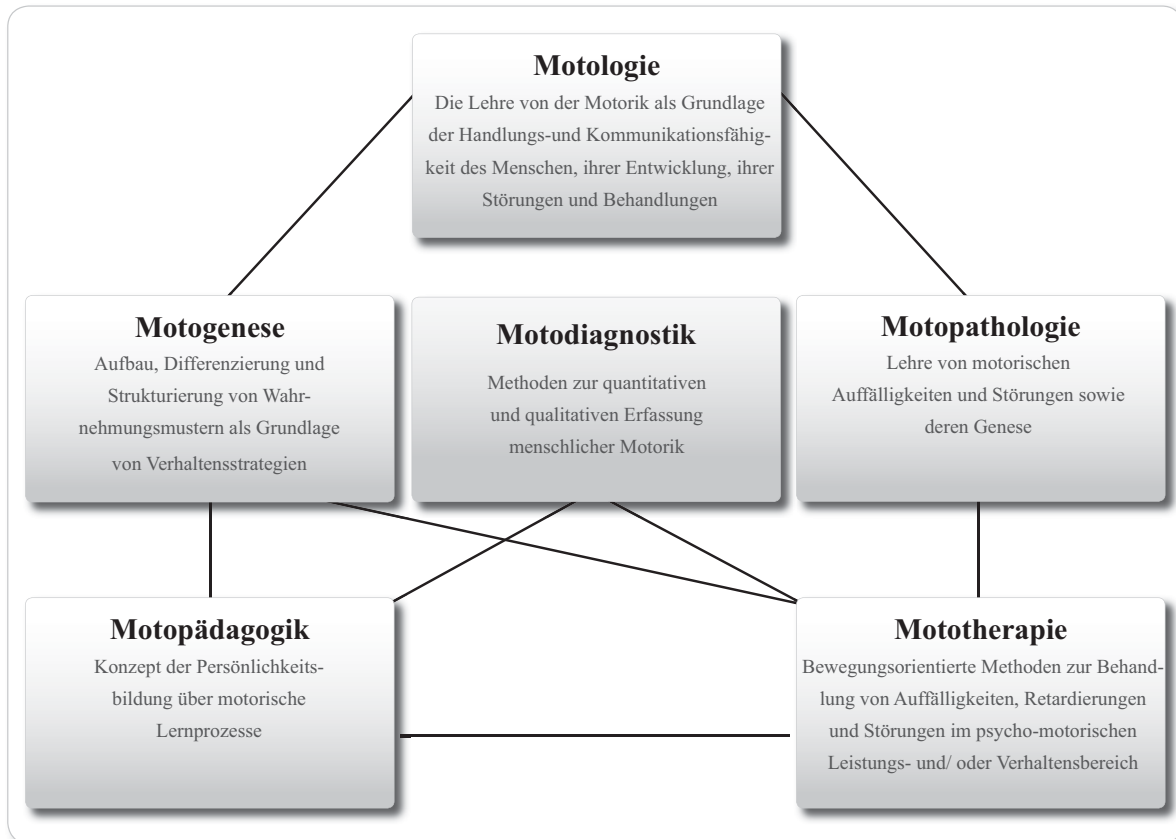 Motologie
Die Lehre von der Motorik als Grundlage
der Handlungs-und Kommunikationsfähig-
keit des Menschen, ihrer Entwicklung, ihrer
Störungen und Behandlungen
Motogenese
Aufbau, Differenzierung und
Strukturierung von Wahr-
nehmungsmustern als Grundlage
von Verhaltensstrategien
Motodiagnostik
Methoden zur quantitativen
und qualitativen Erfassung
menschlicher Motorik
Motopathologie
Lehre von motorischen
Auffälligkeiten und Störungen sowie
deren Genese
Motopädagogik
Konzept der Persönlichkeits-
bildung über motorische
Lernprozesse
Mototherapie
Bewegungsorientierte Methoden zur Behand-
lung von Auffälligkeiten, Retardierungen
und Störungen im psycho-motorischen
Leistungs- und/ oder Verhaltensbereich